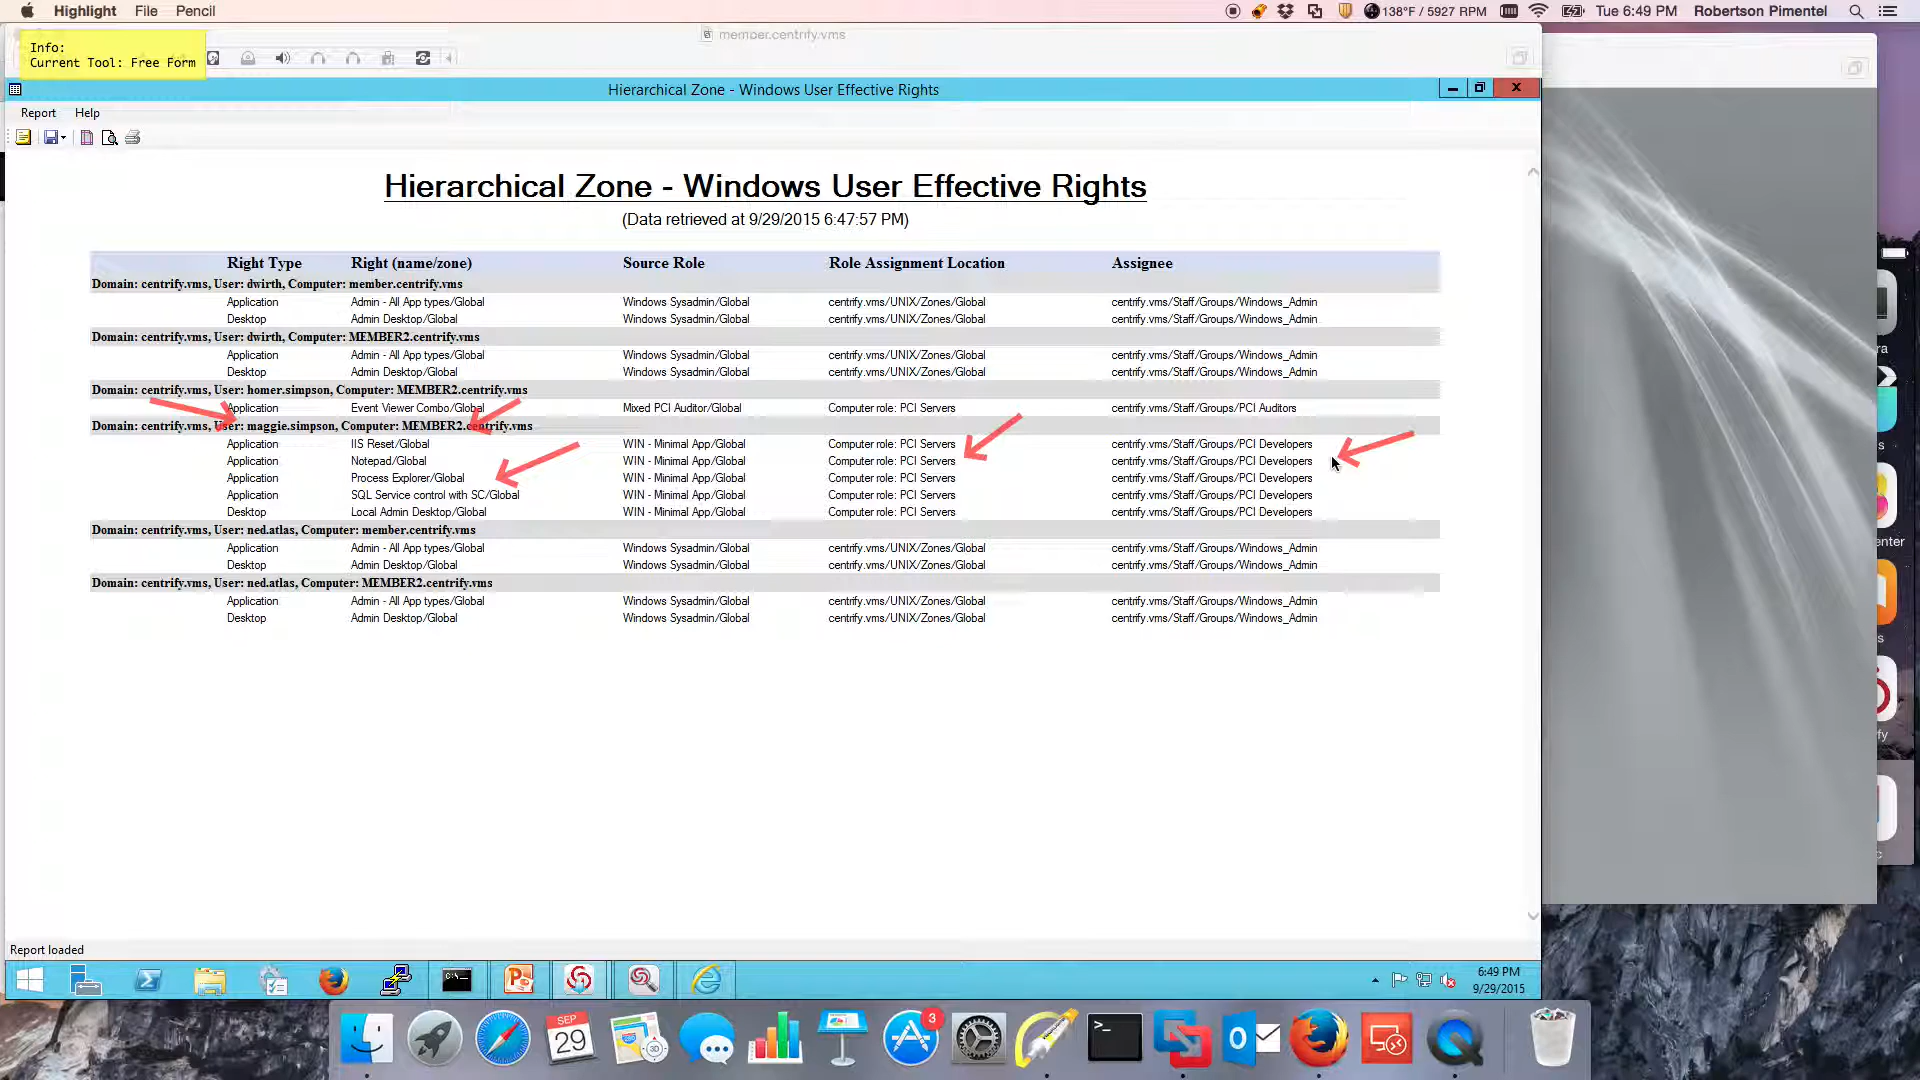 Highlight File Pencil 138°F / 5927 RPM Tue 6:49 PM Robertson Pimentel
member.centrify.vms
Info:
Current Tool: Free Form
Hierarchical Zone - Windows User Effective Rights
Report Help
Hierarchical Zone - Windows User Effective Rights
(Data retrieved at 9/29/2015 6:47:57 PM)
Right Type Right (name/zone) Source Role Role Assignment Location Assignee
Domain: centrify.vms, User: dwirth, Computer: member.centrify.vms
Application Admin - All App types/Global Windows Sysadmin/Global centrify.vms/UNIX/Zones/Global centrify.vms/Staff/Groups/Windows_Admin
Desktop Admin Desktop/Global Windows Sysadmin/Global centrify.vms/UNIX/Zones/Global centrify.vms/Staff/Groups/Windows_Admin
Domain: centrify.vms, User: dwirth, Computer: MEMBER2.centrify.vms
Application Admin - All App types/Global Windows Sysadmin/Global centrify.vms/UNIX/Zones/Global centrify.vms/Staff/Groups/Windows_Admin
Desktop Admin Desktop/Global Windows Sysadmin/Global centrify.vms/UNIX/Zones/Global centrify.vms/Staff/Groups/Windows_Admin
Domain: centrify.vms, User: homer.simpson, Computer: MEMBER2.centrify.vms
Application Event Viewer Combo/Global Mixed PCI Auditor/Global Computer role: PCI Servers centrify.vms/Staff/Groups/PCI Auditors
Domain: centrify.vms, User: maggie.simpson, Computer: MEMBER2.centrify.vms
Application IIS Reset/Global WIN - Minimal App/Global Computer role: PCI Servers centrify.vms/Staff/Groups/PCI Developers
Application Notepad/Global WIN - Minimal App/Global Computer role: PCI Servers centrify.vms/Staff/Groups/PCI Developers
Application Process Explorer/Global WIN - Minimal App/Global Computer role: PCI Servers centrify.vms/Staff/Groups/PCI Developers
Application SQL Service control with SC/Global WIN - Minimal App/Global Computer role: PCI Servers centrify.vms/Staff/Groups/PCI Developers
Desktop Local Admin Desktop/Global WIN - Minimal App/Global Computer role: PCI Servers centrify.vms/Staff/Groups/PCI Developers
Domain: centrify.vms, User: ned.atlas, Computer: member.centrify.vms
Application Admin - All App types/Global Windows Sysadmin/Global centrify.vms/UNIX/Zones/Global centrify.vms/Staff/Groups/Windows_Admin
Desktop Admin Desktop/Global Windows Sysadmin/Global centrify.vms/UNIX/Zones/Global centrify.vms/Staff/Groups/Windows_Admin
Domain: centrify.vms, User: ned.atlas, Computer: MEMBER2.centrify.vms
Application Admin - All App types/Global Windows Sysadmin/Global centrify.vms/UNIX/Zones/Global centrify.vms/Staff/Groups/Windows_Admin
Desktop Admin Desktop/Global Windows Sysadmin/Global centrify.vms/UNIX/Zones/Global centrify.vms/Staff/Groups/Windows_Admin
Report loaded
6:49 PM
9/29/2015
SEP
29
3